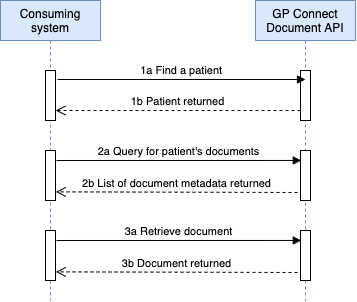 Consuming
system
GP Connect
Document API
1a Find a patient
1b Patient returned
2a Query for patient's documents
2b List of document metadata returned
3a Retrieve document
3b Document returned